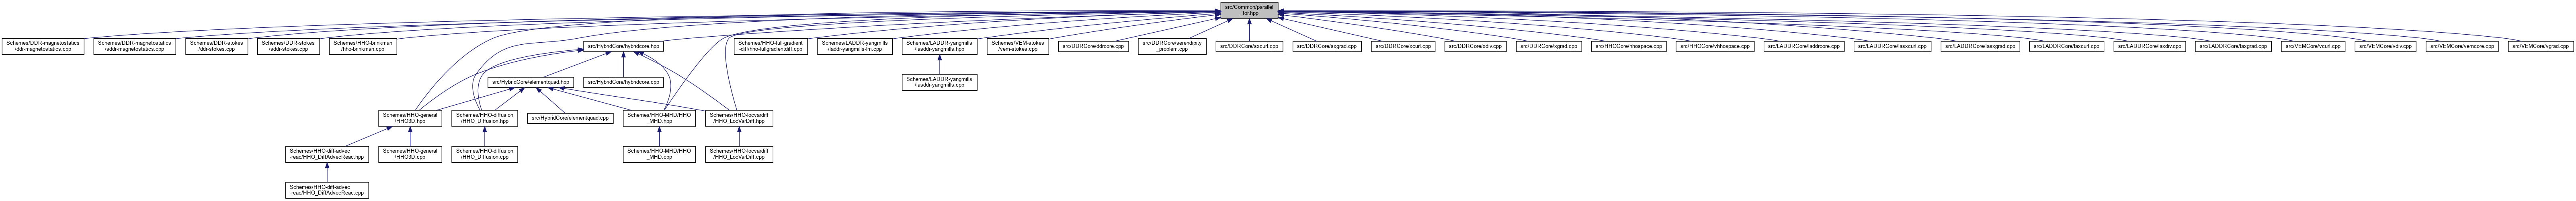 src/Common/parallel
_for.hpp
Schemes/DDR-magnetostatics
/ddr-magnetostatics.cpp
Schemes/DDR-magnetostatics
/sddr-magnetostatics.cpp
Schemes/DDR-stokes
/ddr-stokes.cpp
Schemes/DDR-stokes
/sddr-stokes.cpp
Schemes/HHO-brinkman
/hho-brinkman.cpp
src/HybridCore/hybridcore.hpp
Schemes/HHO-full-gradient
-diff/hho-fullgradientdiff.cpp
Schemes/LADDR-yangmills
/laddr-yangmills-lm.cpp
Schemes/LADDR-yangmills
/lasddr-yangmills.hpp
Schemes/VEM-stokes
/vem-stokes.cpp
src/DDRCore/ddrcore.cpp
src/DDRCore/serendipity
_problem.cpp
src/DDRCore/sxcurl.cpp
src/DDRCore/sxgrad.cpp
src/DDRCore/xcurl.cpp
src/DDRCore/xdiv.cpp
src/DDRCore/xgrad.cpp
src/HHOCore/hhospace.cpp
src/HHOCore/vhhospace.cpp
src/LADDRCore/laddrcore.cpp
src/LADDRCore/lasxcurl.cpp
src/LADDRCore/lasxgrad.cpp
src/LADDRCore/laxcurl.cpp
src/LADDRCore/laxdiv.cpp
src/LADDRCore/laxgrad.cpp
src/VEMCore/vcurl.cpp
src/VEMCore/vdiv.cpp
src/VEMCore/vemcore.cpp
src/VEMCore/vgrad.cpp
src/HybridCore/elementquad.hpp
src/HybridCore/hybridcore.cpp
Schemes/LADDR-yangmills
/lasddr-yangmills.cpp
Schemes/HHO-general
/HHO3D.hpp
Schemes/HHO-diffusion
/HHO_Diffusion.hpp
src/HybridCore/elementquad.cpp
Schemes/HHO-MHD/HHO
_MHD.hpp
Schemes/HHO-locvardiff
/HHO_LocVarDiff.hpp
Schemes/HHO-diff-advec
-reac/HHO_DiffAdvecReac.hpp
Schemes/HHO-general
/HHO3D.cpp
Schemes/HHO-diffusion
/HHO_Diffusion.cpp
Schemes/HHO-MHD/HHO
_MHD.cpp
Schemes/HHO-locvardiff
/HHO_LocVarDiff.cpp
Schemes/HHO-diff-advec
-reac/HHO_DiffAdvecReac.cpp